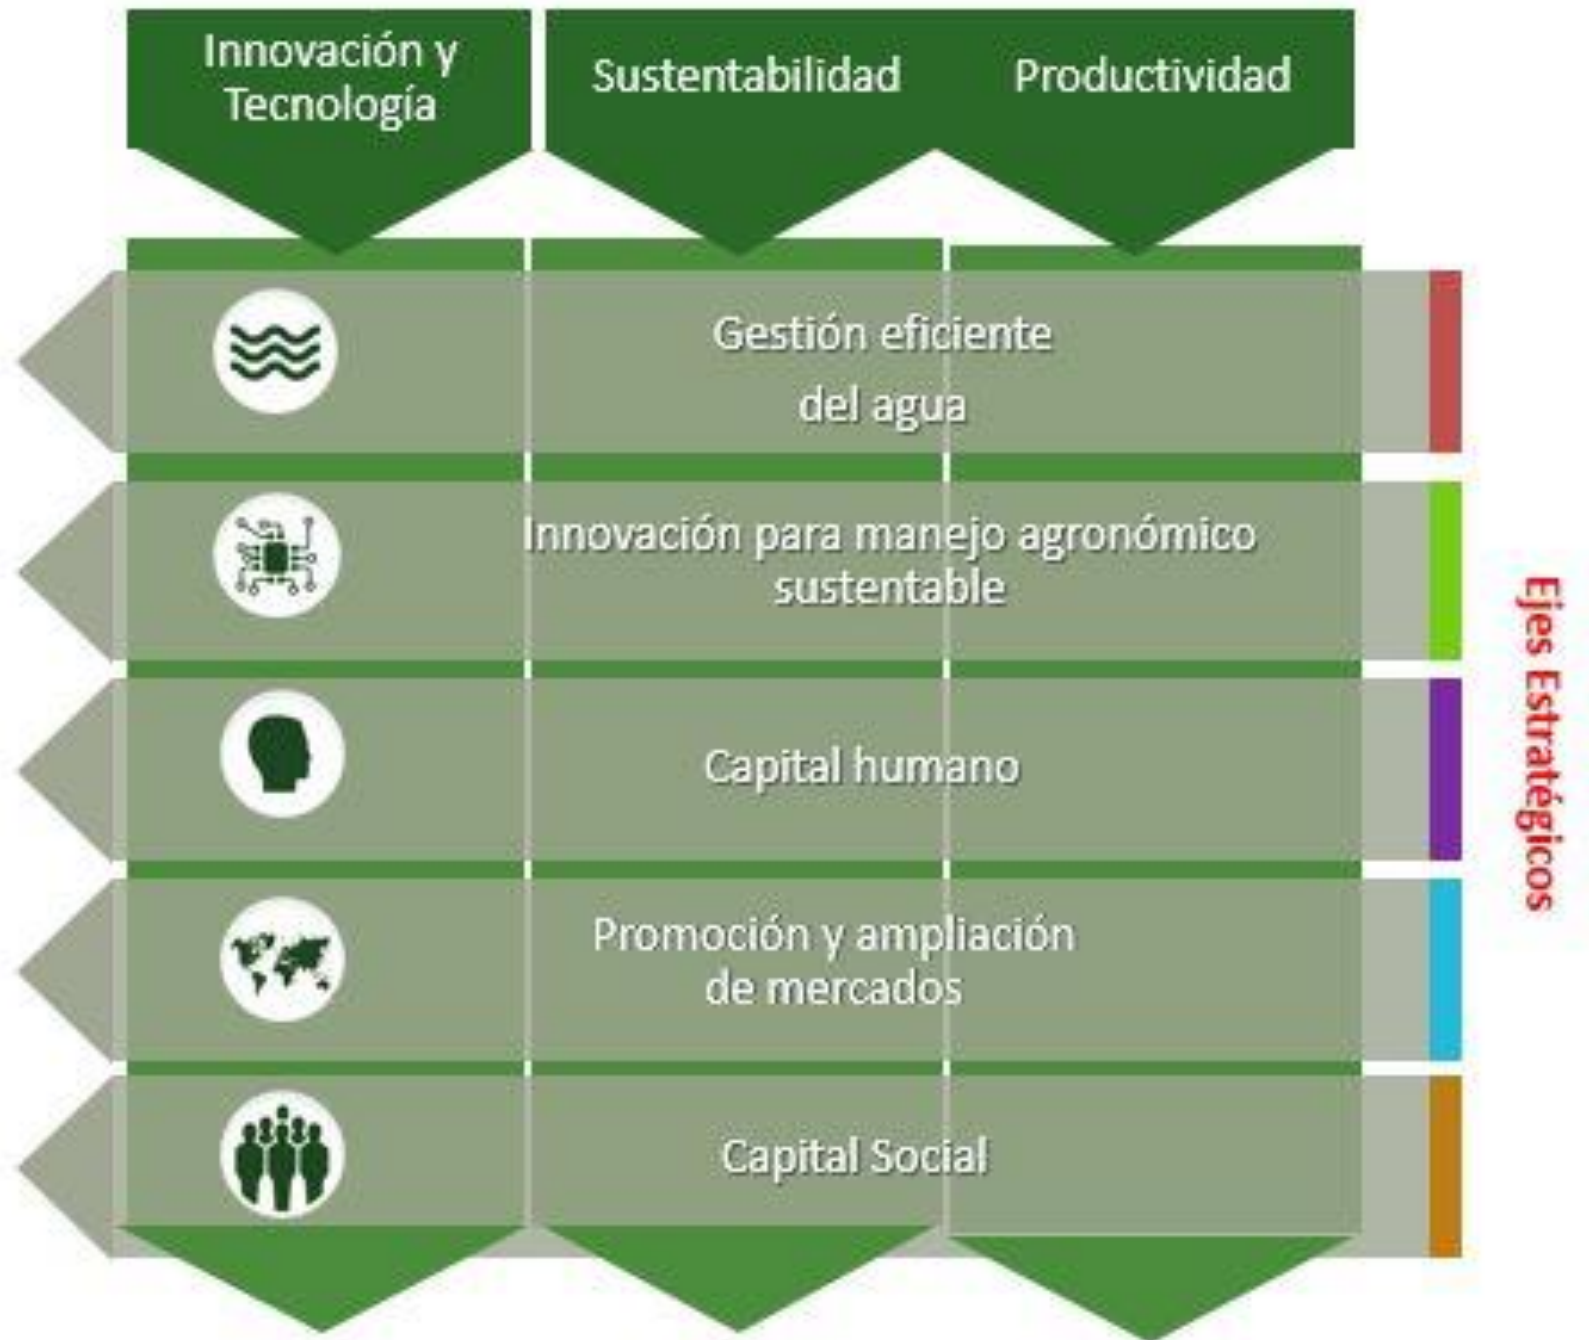 Innovación y
Tecnología
Sustentabilidad
Productividad
Gestión eficiente
del agua
Innovación para manejo agronómico
sustentable
Capital humano
Promoción y ampliación
de mercados
Capital Social
Ejes Estratégicos